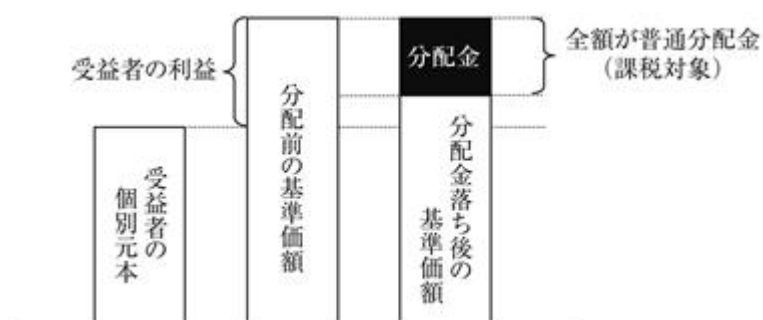 受益者の利益
分配金
全額が普通分配金
（課税対象）
受益者の
個別元本
分配前の基準価額
分配金落ち後の
基準価額